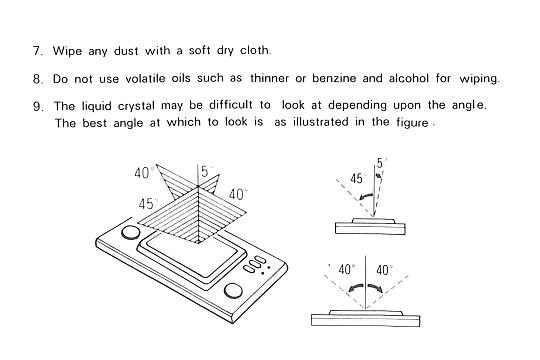 7. Wipe any dust with a soft dry cloth.
8. Do not use volatile oils such as thinner or benzine and alcohol for wiping.
9. The liquid crystal may be difficult to look at depending upon the angle.
The best angle at which to look is as illustrated in the figure.
40° 5°
45° 40°
5°
45°
40° 40°